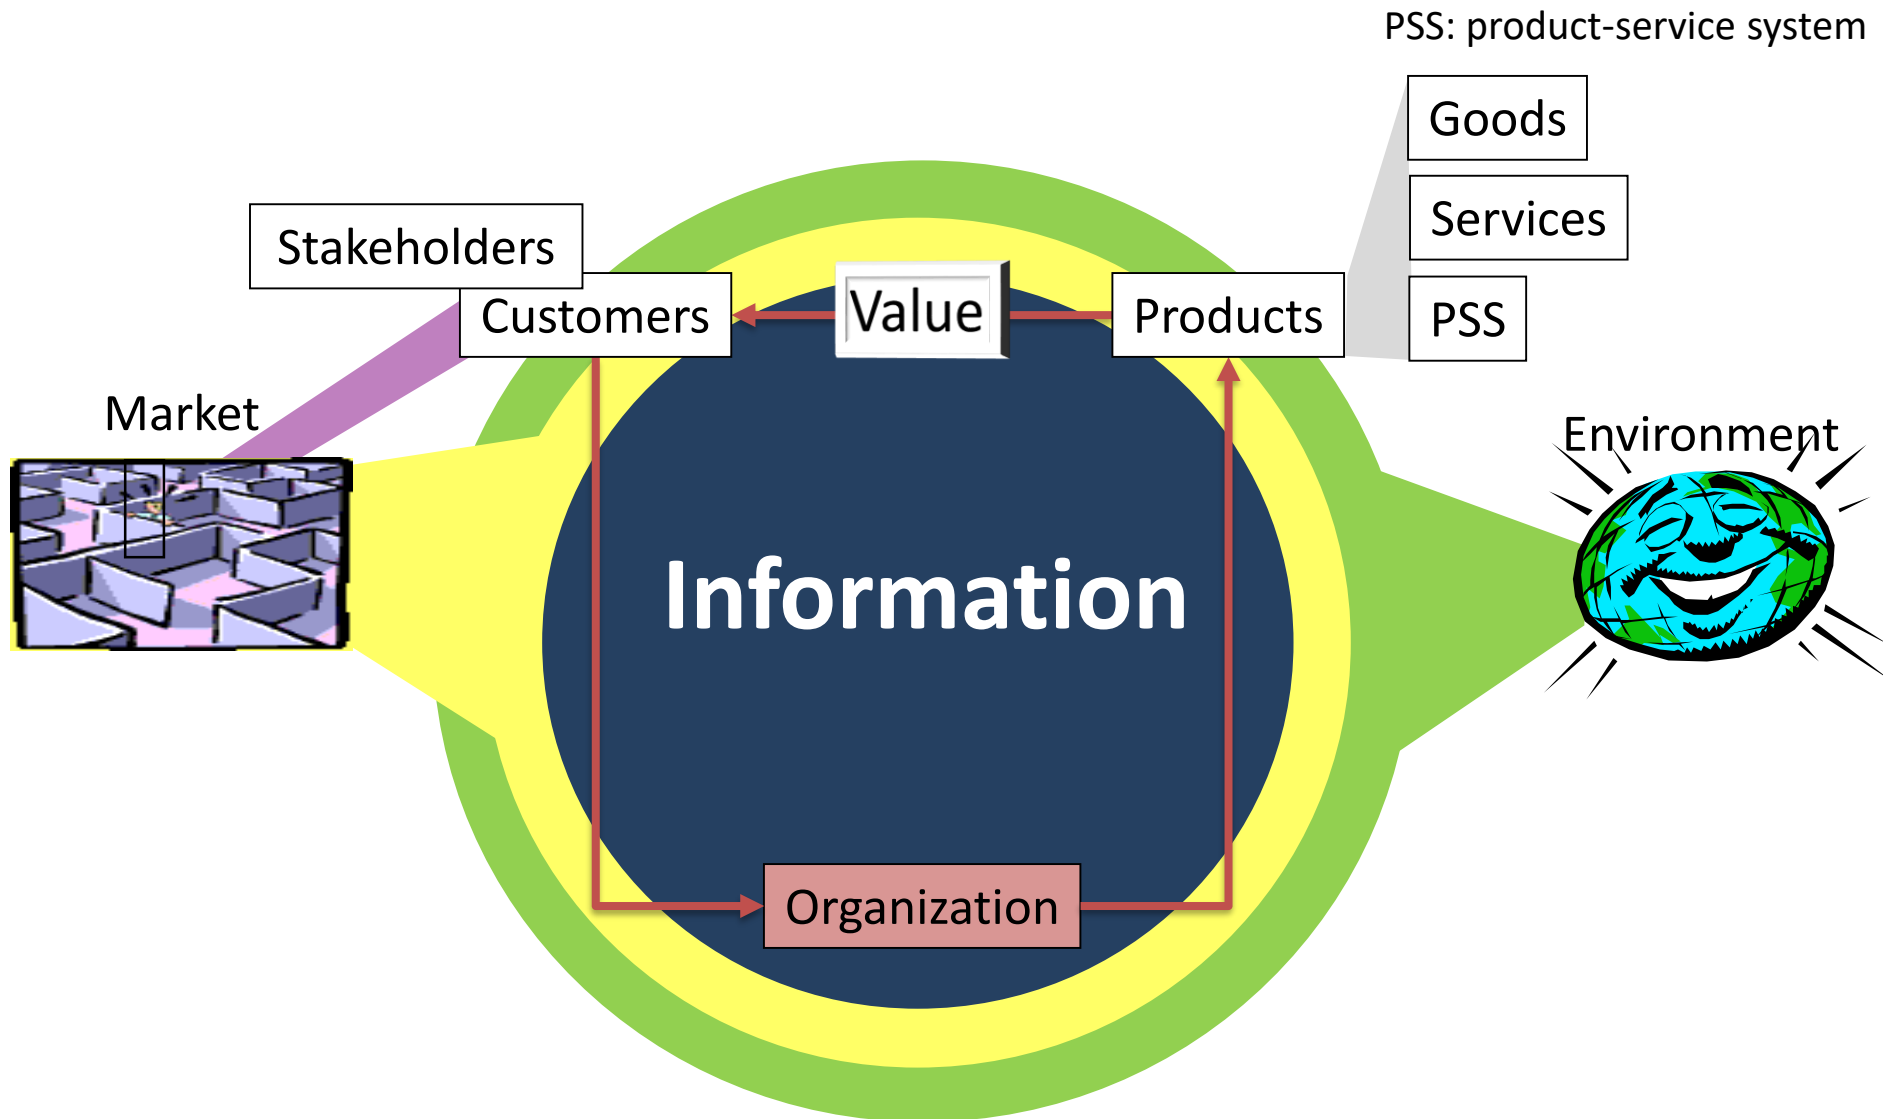 PSS: product-service system
Goods
Services
Stakeholders
Customers
Value
Products
PSS
Market
Environment
Information
Organization